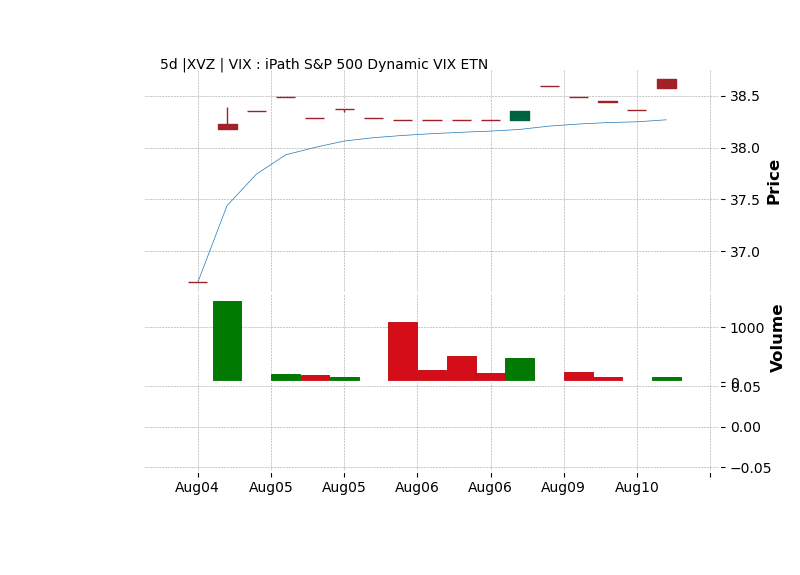 5d |XVZ | VIX : iPath S&P 500 Dynamic VIX ETN
38.5
38.0
37.5
37.0
Price
1000
0
Volume
0.05
0.00
−0.05
Aug04 Aug05 Aug05 Aug06 Aug06 Aug09 Aug10